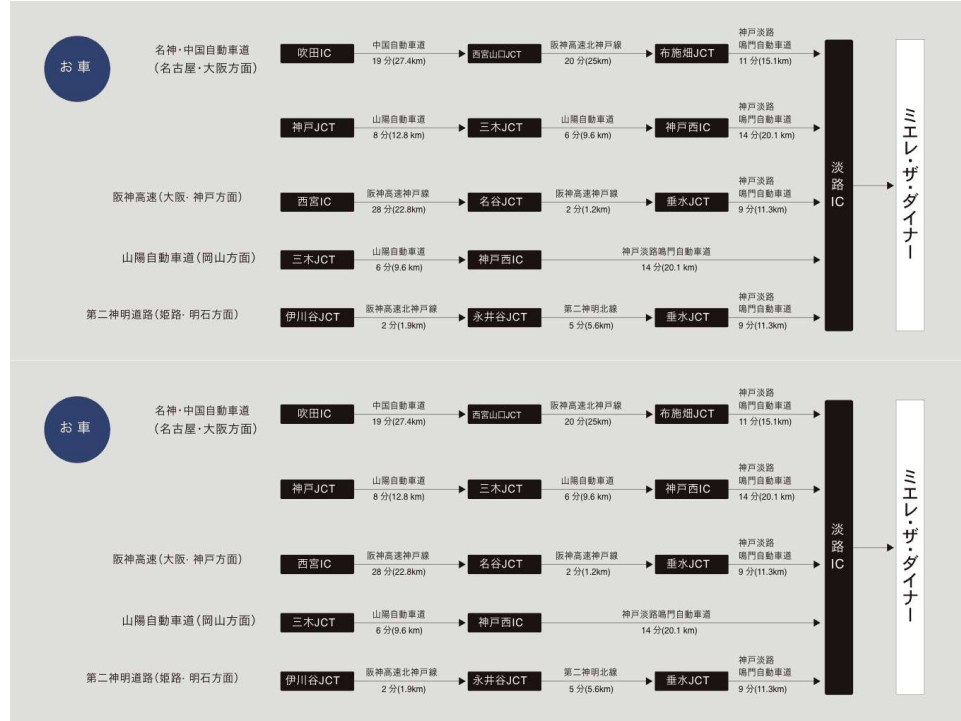 お車
名神・中国自動車道
(名古屋・大阪方面)
吹田IC
中国自動車道
19 分(27.4km)
西宮山口JCT
阪神高速北神戸線
20 分(25km)
布施畑JCT
神戸淡路
鳴門自動車道
11 分(15.1km)
神戸JCT
山陽自動車道
8 分(12.8 km)
三木JCT
山陽自動車道
6 分(9.6 km)
神戸西IC
神戸淡路
鳴門自動車道
14 分(20.1 km)
阪神高速(大阪・神戸方面)
西宮IC
阪神高速神戸線
28 分(22.8km)
名谷JCT
阪神高速神戸線
2 分(1.2km)
垂水JCT
神戸淡路
鳴門自動車道
9 分(11.3km)
山陽自動車道(岡山方面)
三木JCT
山陽自動車道
6 分(9.6 km)
神戸西IC
神戸淡路鳴門自動車道
14 分(20.1 km)
第二神明道路(姫路・明石方面)
伊川谷JCT
阪神高速北神戸線
2 分(1.9km)
永井谷JCT
第二神明北線
5 分(5.6km)
垂水JCT
神戸淡路
鳴門自動車道
9 分(11.3km)
淡路IC
ミエレ・ザ・ダイナー
お車
名神・中国自動車道
(名古屋・大阪方面)
吹田IC
中国自動車道
19 分(27.4km)
西宮山口JCT
阪神高速北神戸線
20 分(25km)
布施畑JCT
神戸淡路
鳴門自動車道
11 分(15.1km)
神戸JCT
山陽自動車道
8 分(12.8 km)
三木JCT
山陽自動車道
6 分(9.6 km)
神戸西IC
神戸淡路
鳴門自動車道
14 分(20.1 km)
阪神高速(大阪・神戸方面)
西宮IC
阪神高速神戸線
28 分(22.8km)
名谷JCT
阪神高速神戸線
2 分(1.2km)
垂水JCT
神戸淡路
鳴門自動車道
9 分(11.3km)
山陽自動車道(岡山方面)
三木JCT
山陽自動車道
6 分(9.6 km)
神戸西IC
神戸淡路鳴門自動車道
14 分(20.1 km)
第二神明道路(姫路・明石方面)
伊川谷JCT
阪神高速北神戸線
2 分(1.9km)
永井谷JCT
第二神明北線
5 分(5.6km)
垂水JCT
神戸淡路
鳴門自動車道
9 分(11.3km)
淡路IC
ミエレ・ザ・ダイナー